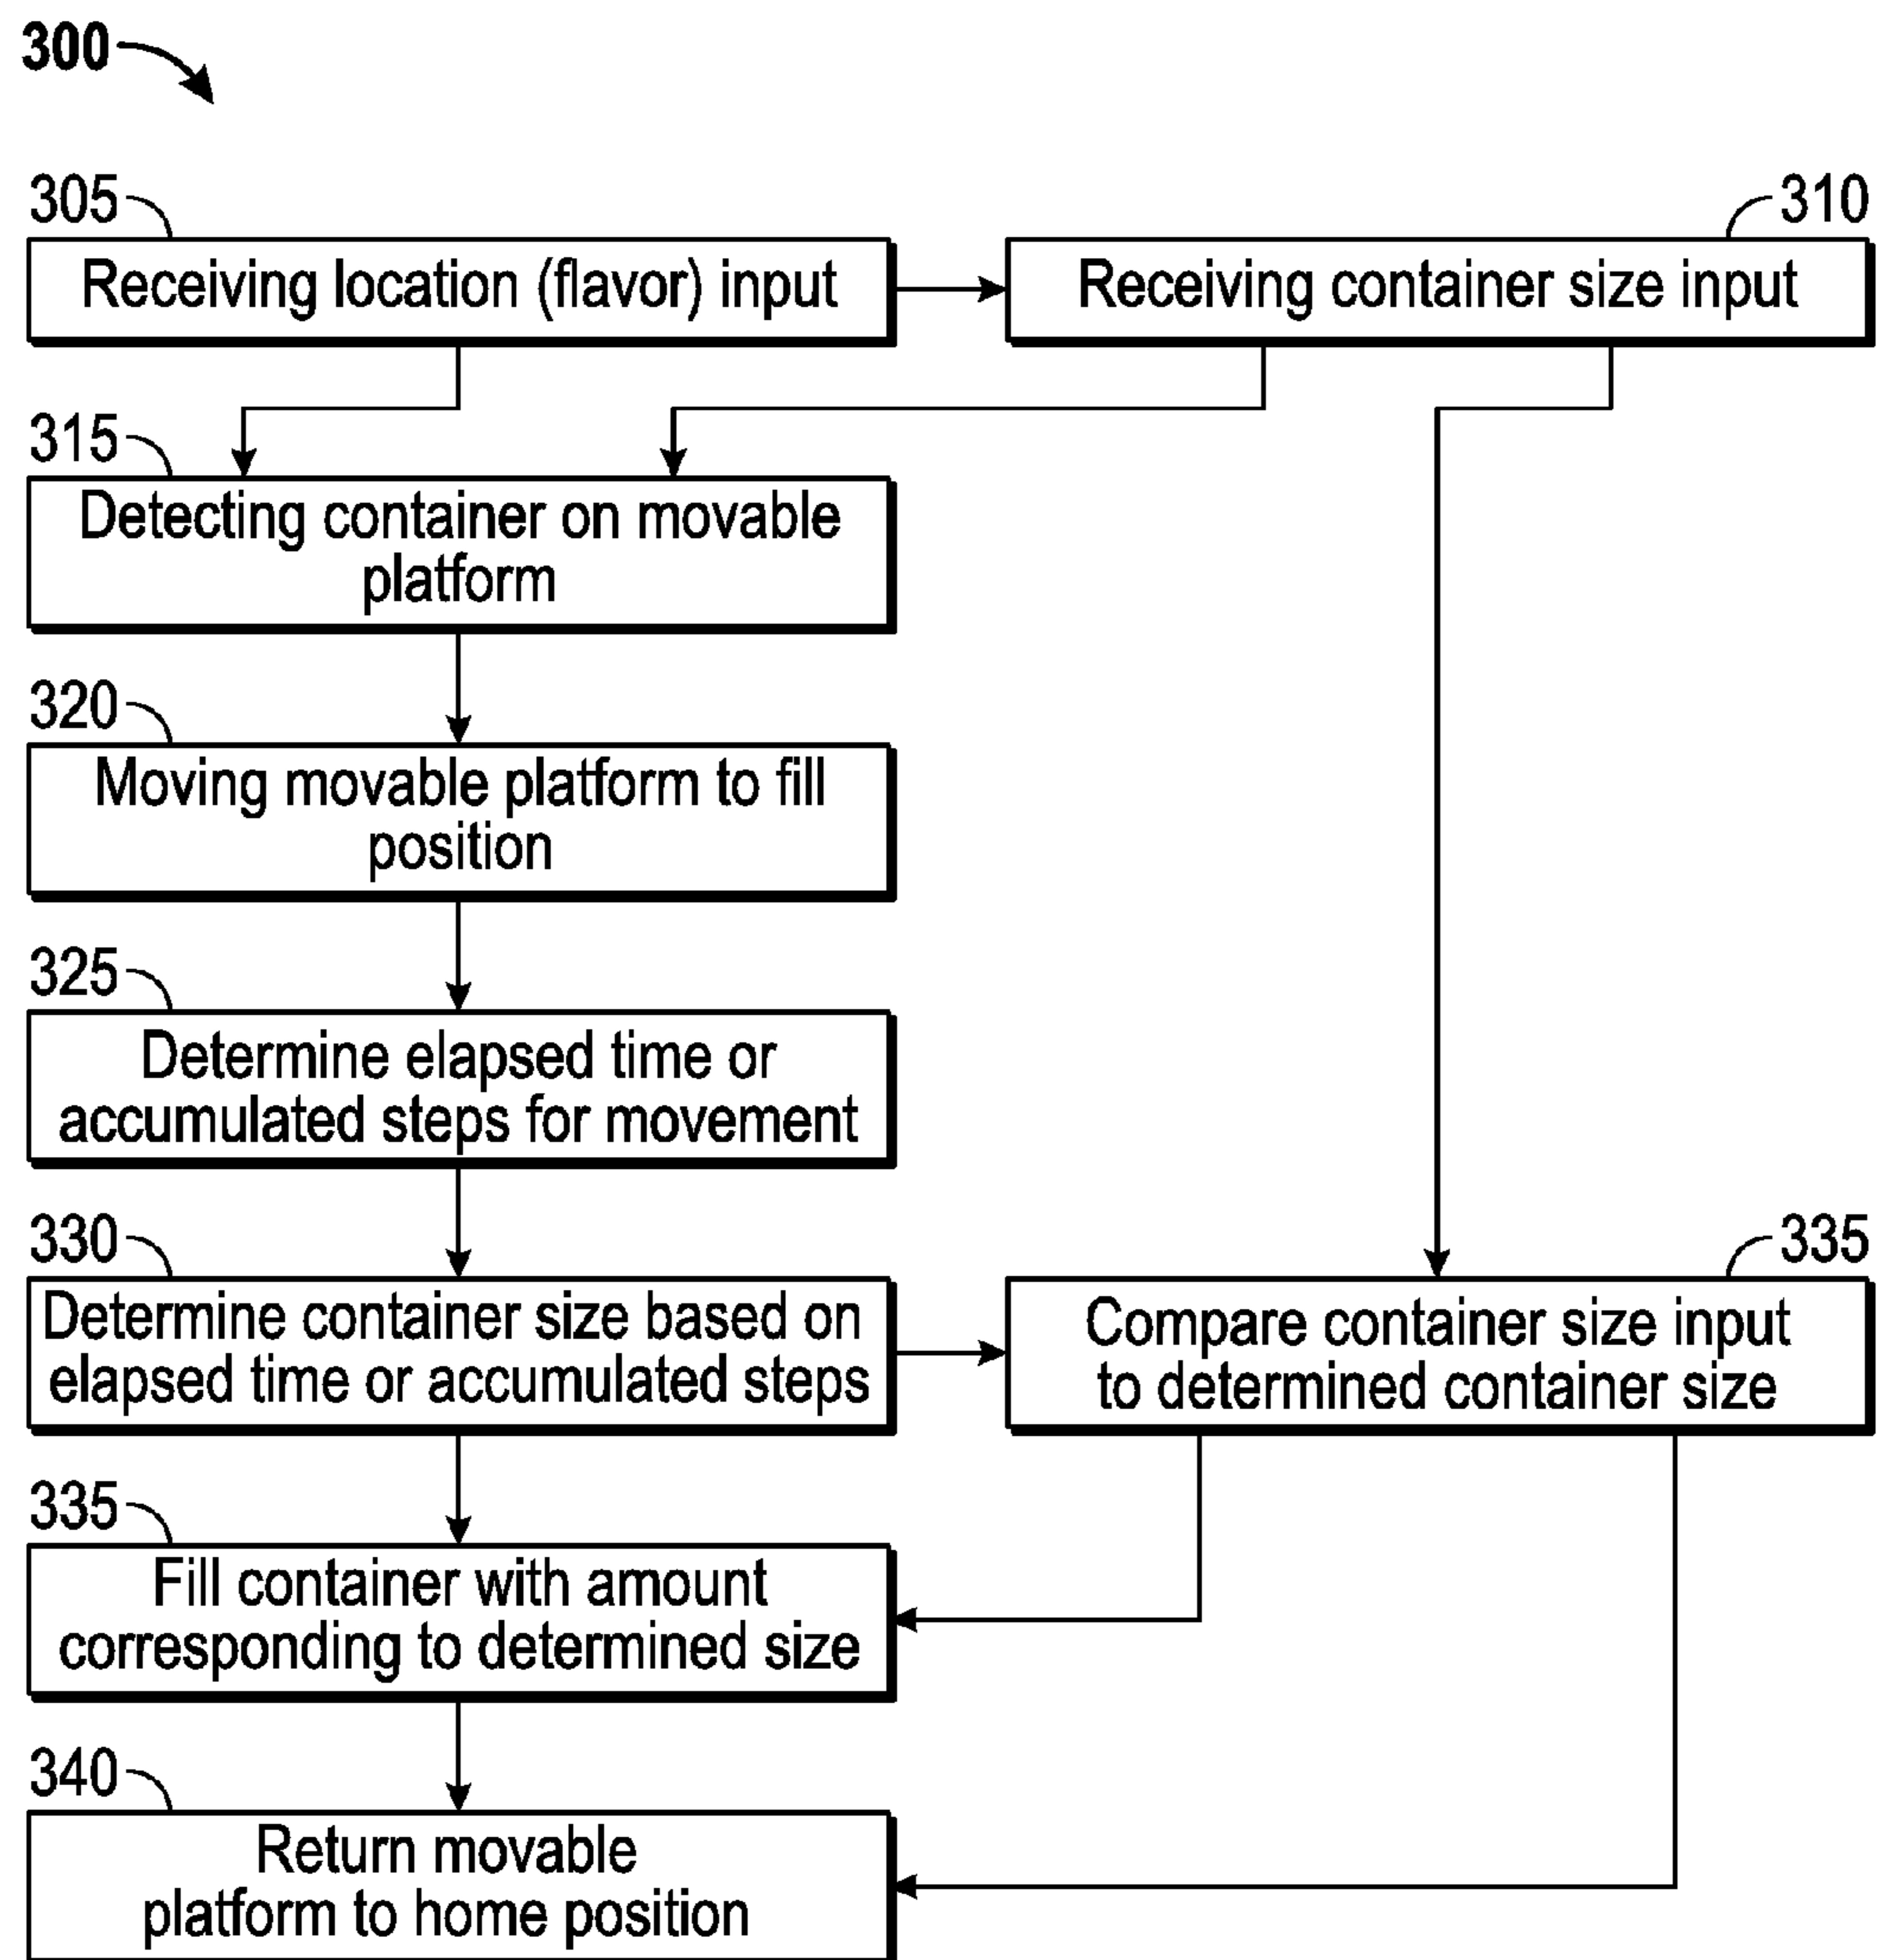 300
305
310
Receiving location (flavor) input
Receiving container size input
315
Detecting container on movable
platform
320
Moving movable platform to fill
position
325
Determine elapsed time or
accumulated steps for movement
330
335
Determine container size based on
elapsed time or accumulated steps
Compare container size input
to determined container size
335
Fill container with amount
corresponding to determined size
340
Return movable
platform to home position